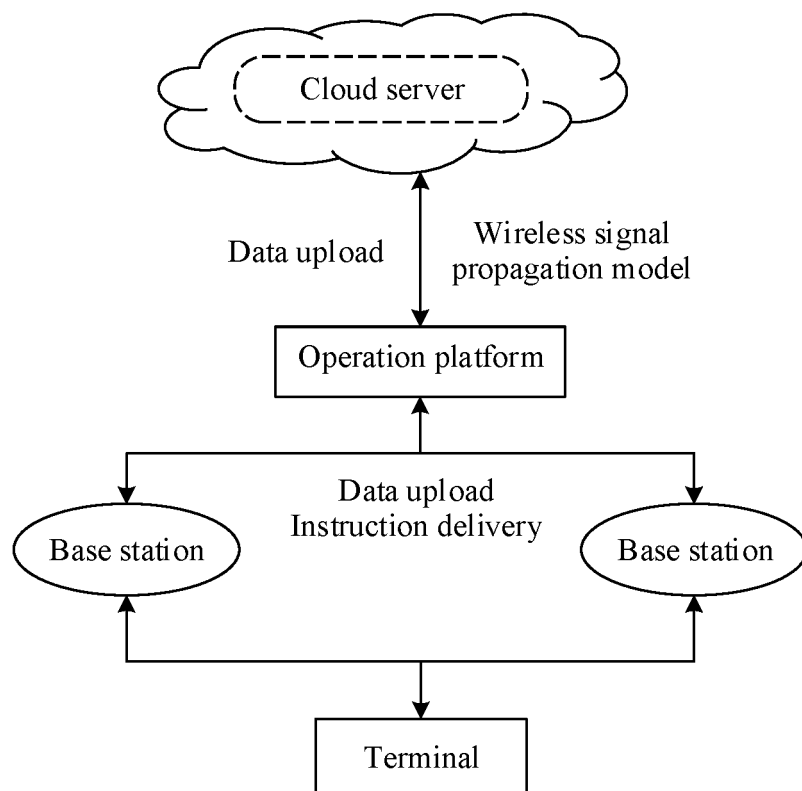 Cloud server
Data upload
Wireless signal
propagation model
Operation platform
Data upload
Instruction delivery
Base station
Base station
Terminal